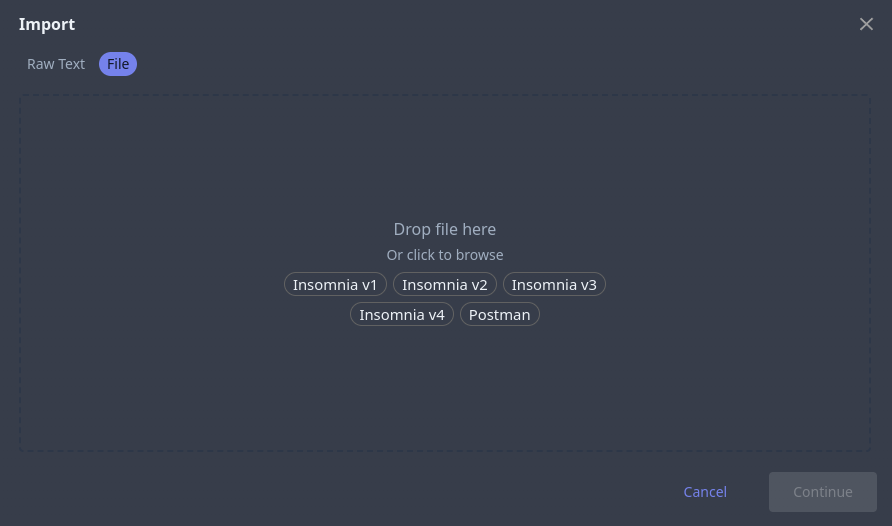 Import
Raw Text File
Drop file here
Or click to browse
Insomnia v1 Insomnia v2 Insomnia v3
Insomnia v4 Postman
Cancel Continue